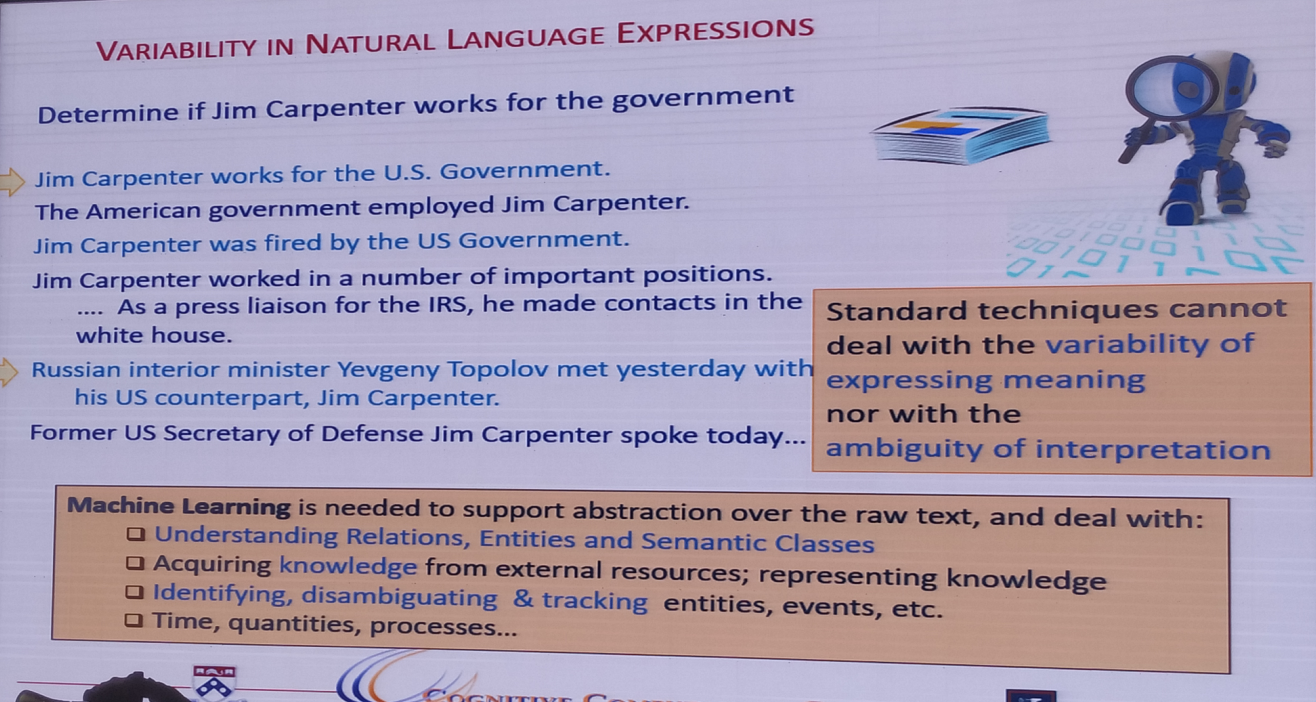 VARIABILITY IN NATURAL LANGUAGE EXPRESSIONS
Determine if Jim Carpenter works for the government
Jim Carpenter works for the U.S. Government.
The American government employed Jim Carpenter.
Jim Carpenter was fired by the US Government.
Jim Carpenter worked in a number of important positions.
.... As a press liaison for the IRS, he made contacts in the
white house.
Russian interior minister Yevgeny Topolov met yesterday with
his US counterpart, Jim Carpenter.
Former US Secretary of Defense Jim Carpenter spoke today...
Standard techniques cannot
deal with the variability of
expressing meaning
nor with the
ambiguity of interpretation
Machine Learning is needed to support abstraction over the raw text, and deal with:
❑ Understanding Relations, Entities and Semantic Classes
❑ Acquiring knowledge from external resources; representing knowledge
❑ Identifying, disambiguating & tracking entities, events, etc.
❑ Time, quantities, processes...
COGNITIVE